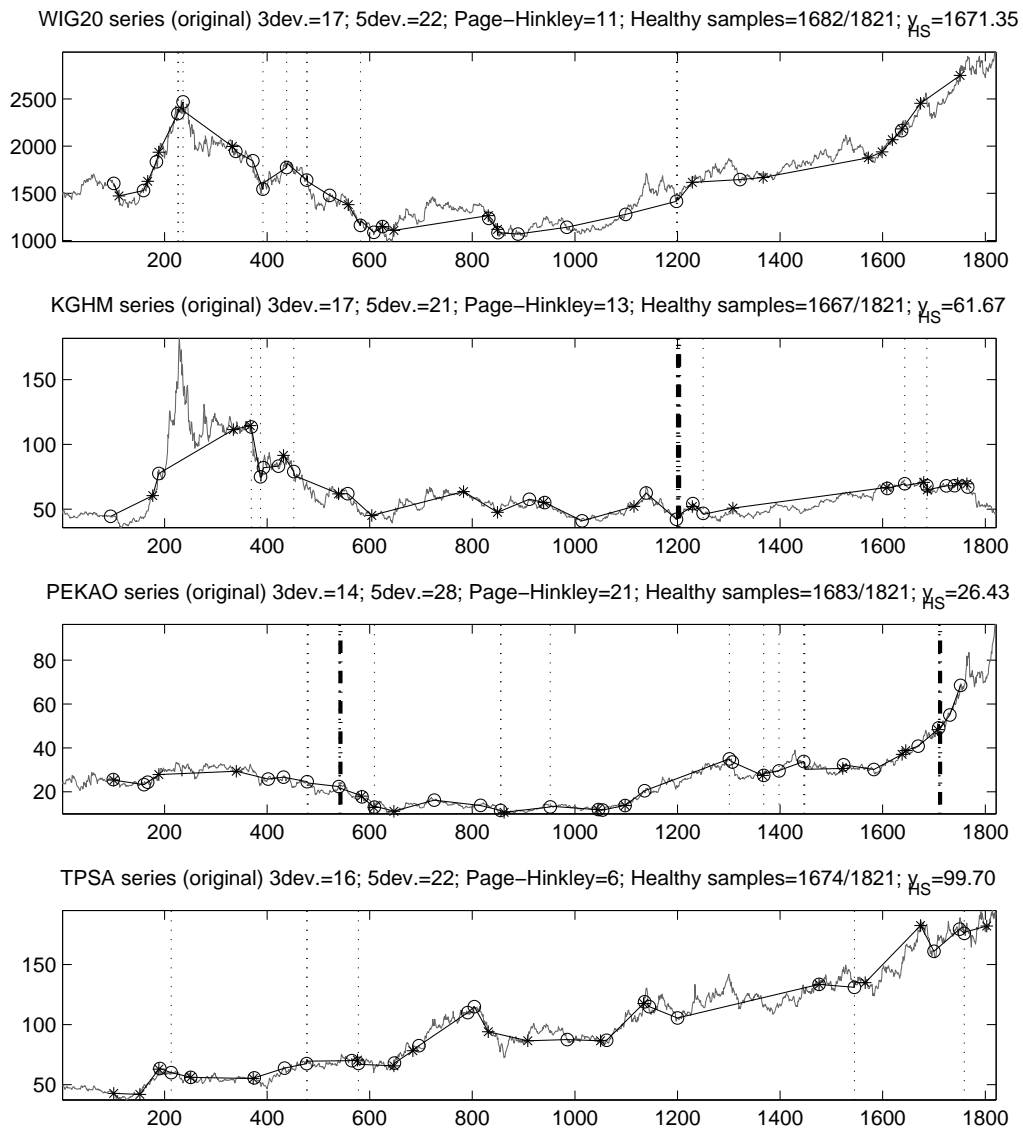 WIG20 series (original) 3dev.=17; 5dev.=22; Page−Hinkley=11; Healthy samples=1682/1821; y_HS=1671.35
2500
2000
1500
1000
200 400 600 800 1000 1200 1400 1600 1800
KGHM series (original) 3dev.=17; 5dev.=21; Page−Hinkley=13; Healthy samples=1667/1821; y_HS=61.67
150
100
50
200 400 600 800 1000 1200 1400 1600 1800
PEKAO series (original) 3dev.=14; 5dev.=28; Page−Hinkley=21; Healthy samples=1683/1821; y_HS=26.43
80
60
40
20
200 400 600 800 1000 1200 1400 1600 1800
TPSA series (original) 3dev.=16; 5dev.=22; Page−Hinkley=6; Healthy samples=1674/1821; y_HS=99.70
150
100
50
200 400 600 800 1000 1200 1400 1600 1800